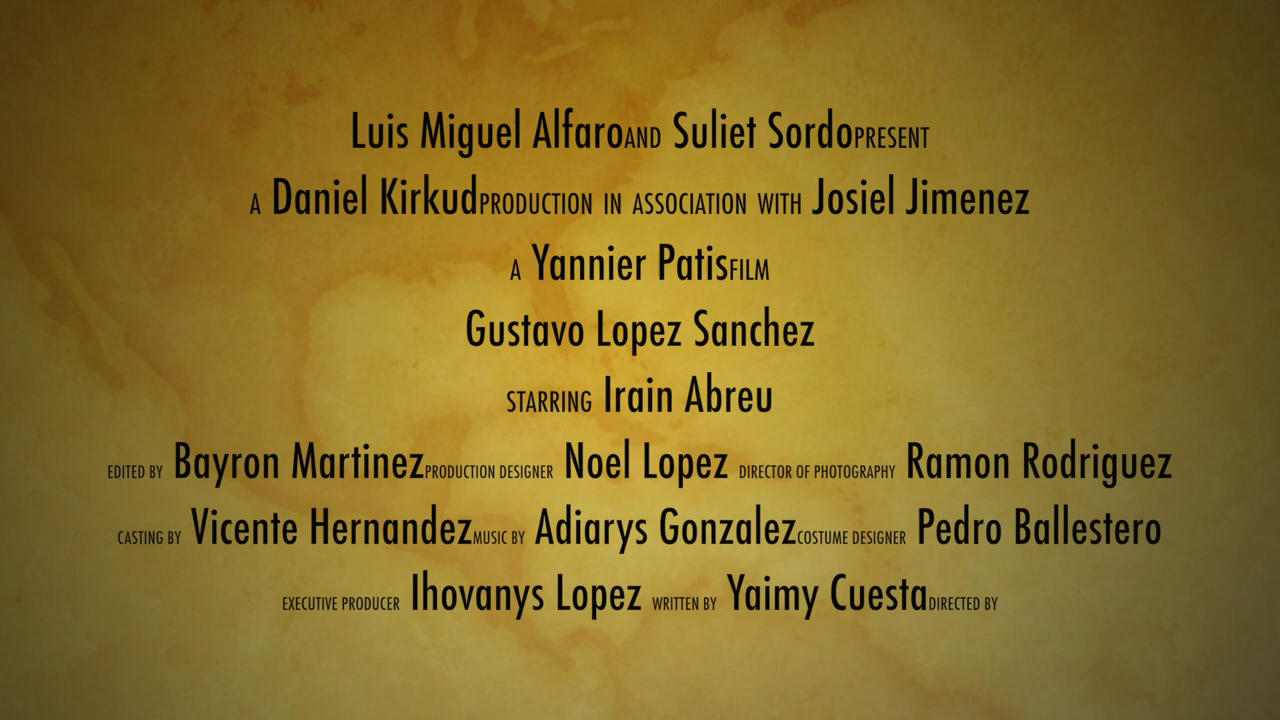 Luis Miguel AlfaroAND Suliet SordoPRESENT
A Daniel KirkudPRODUCTION IN ASSOCIATION WITH Josiel Jimenez
A Yannier PatisFILM
Gustavo Lopez Sanchez
STARRING Irain Abreu
EDITED BY Bayron MartinezPRODUCTION DESIGNER Noel Lopez DIRECTOR OF PHOTOGRAPHY Ramon Rodriguez
CASTING BY Vicente HernandezMUSIC BY Adiarys GonzalezCOSTUME DESIGNER Pedro Ballestero
EXECUTIVE PRODUCER Ihovanys Lopez WRITTEN BY Yaimy CuestaDIRECTED BY